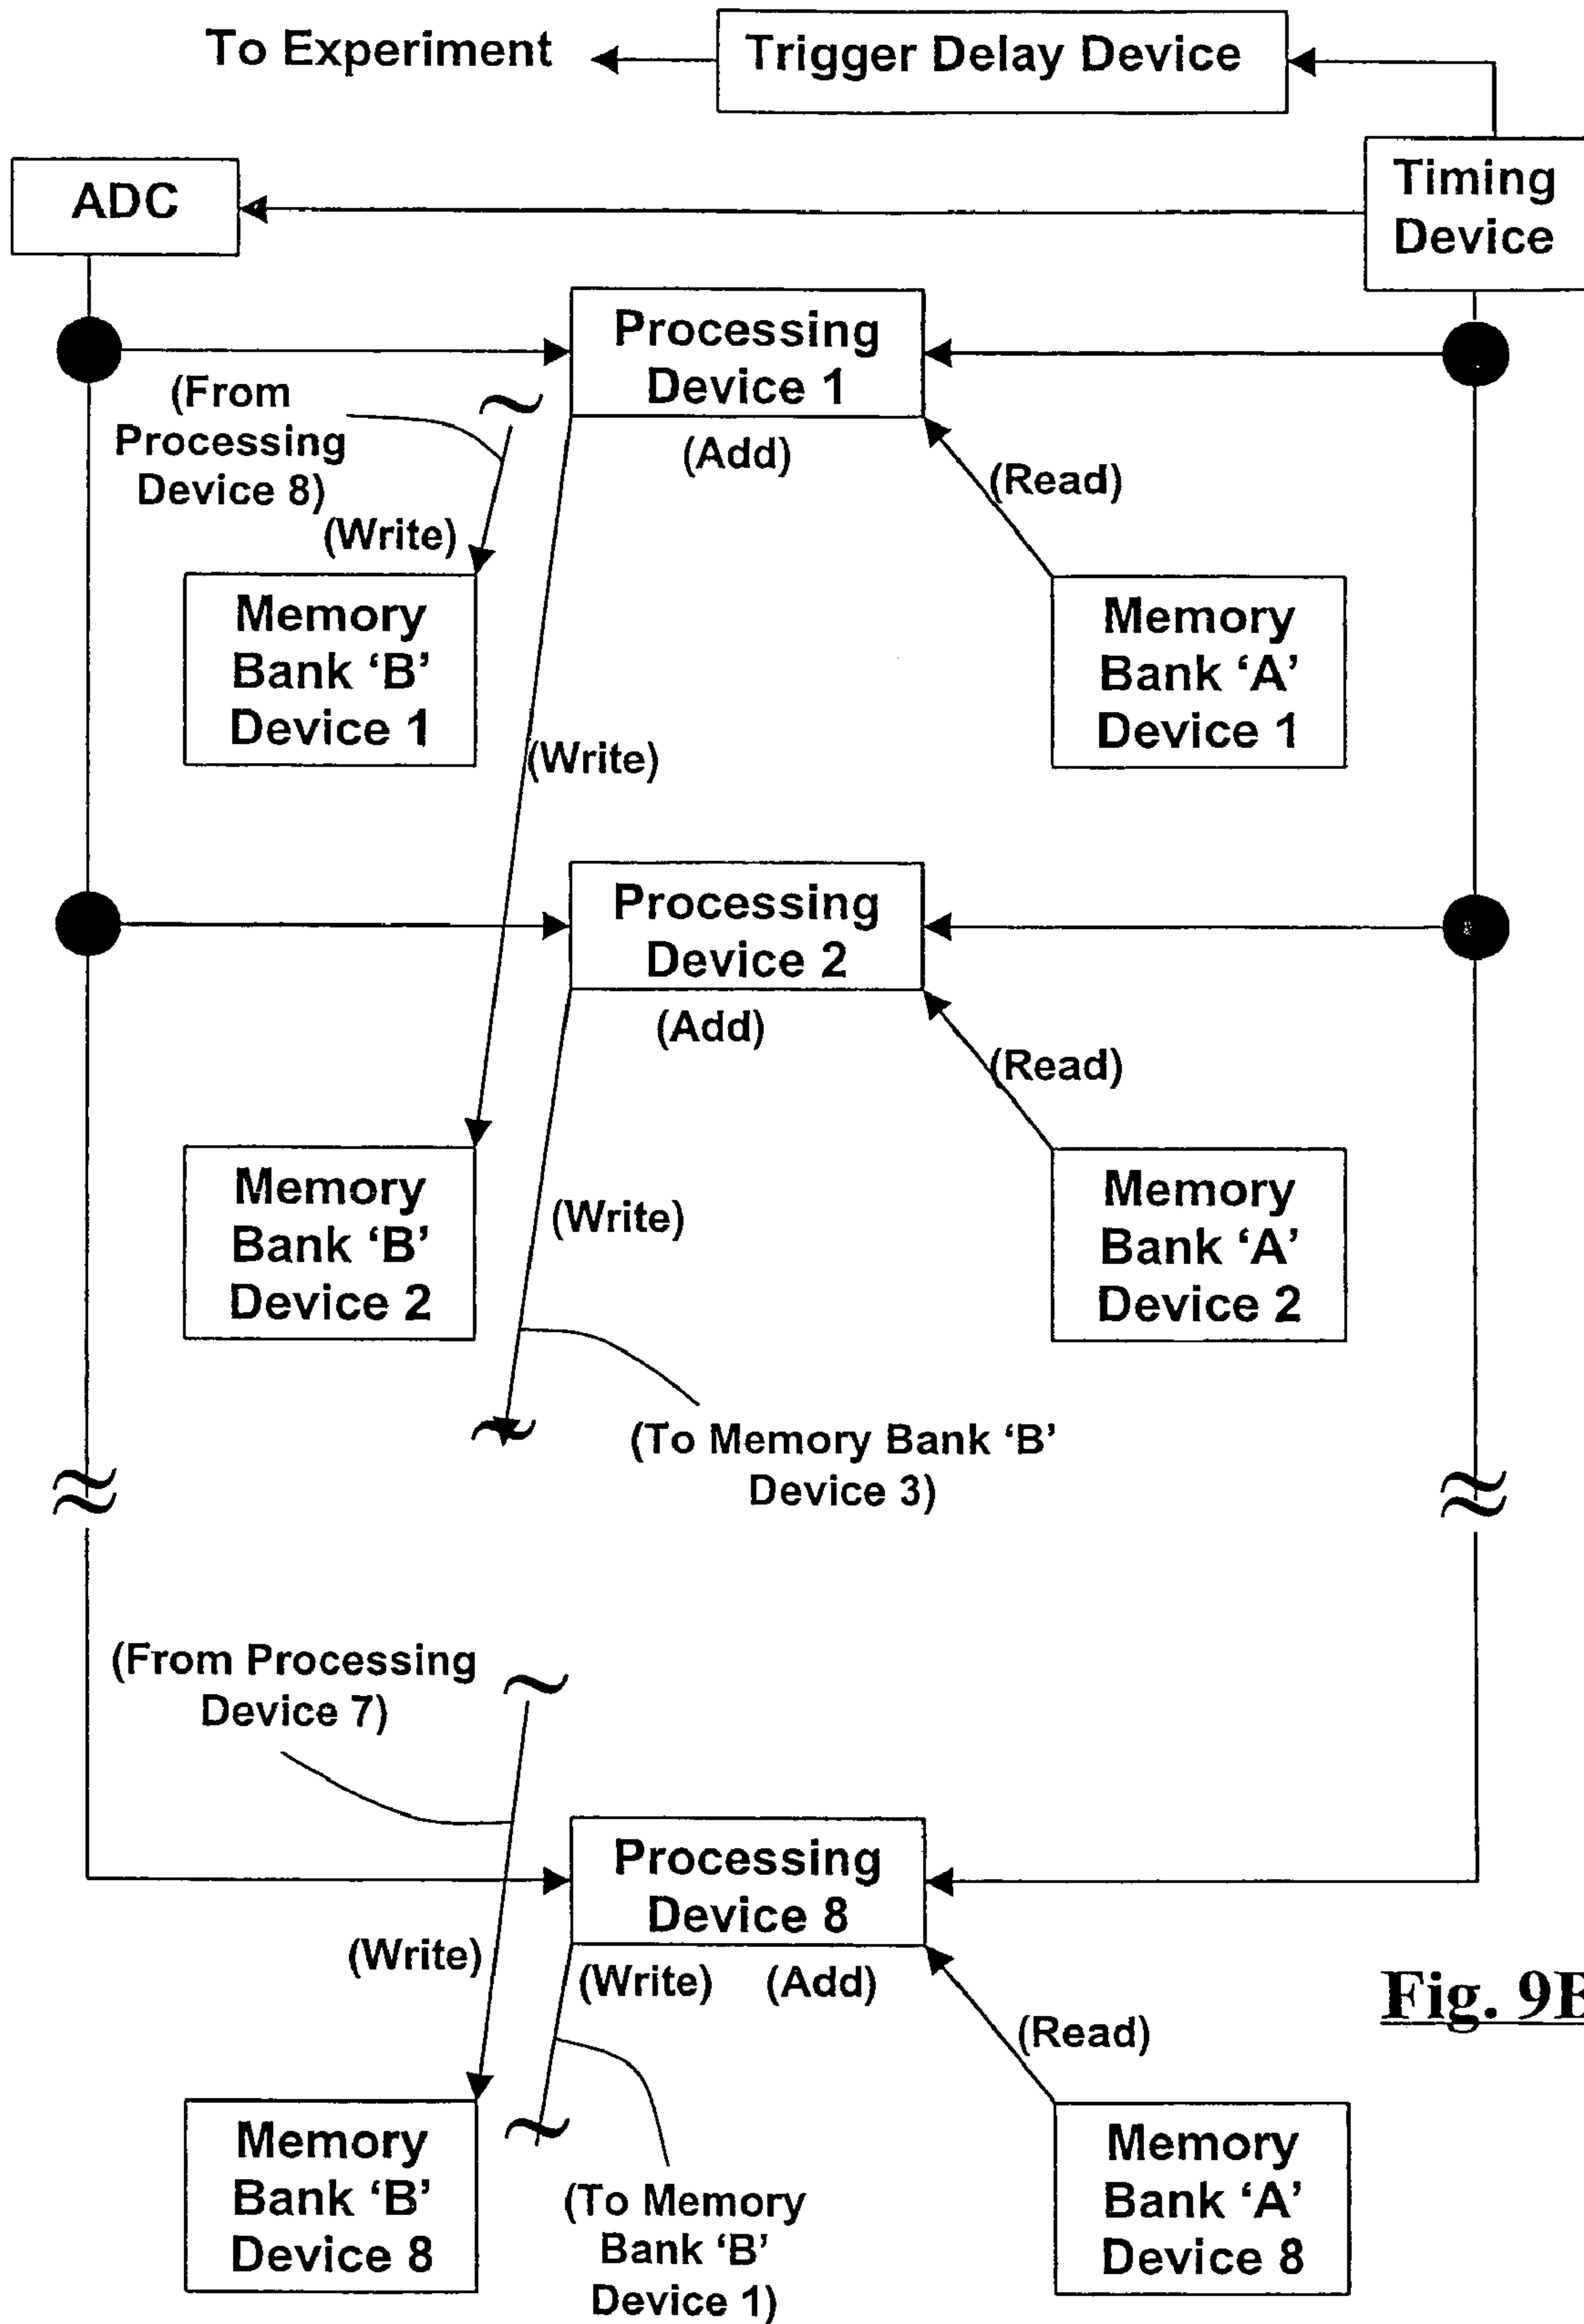 To Experiment
Trigger Delay Device
ADC
Timing
Device
Processing
Device 1
(From
Processing
Device 8)
(Add)
(Read)
(Write)
Memory
Bank ‘B’
Device 1
Memory
Bank ‘A’
Device 1
(Write)
Processing
Device 2
(Add)
(Read)
Memory
Bank ‘B’
Device 2
(Write)
Memory
Bank ‘A’
Device 2
(To Memory Bank ‘B’
Device 3)
(From Processing
Device 7)
Processing
Device 8
(Write)
(Write) (Add)
(Read)
Fig. 9B
Memory
Bank ‘B’
Device 8
(To Memory
Bank ‘B’
Device 1)
Memory
Bank ‘A’
Device 8